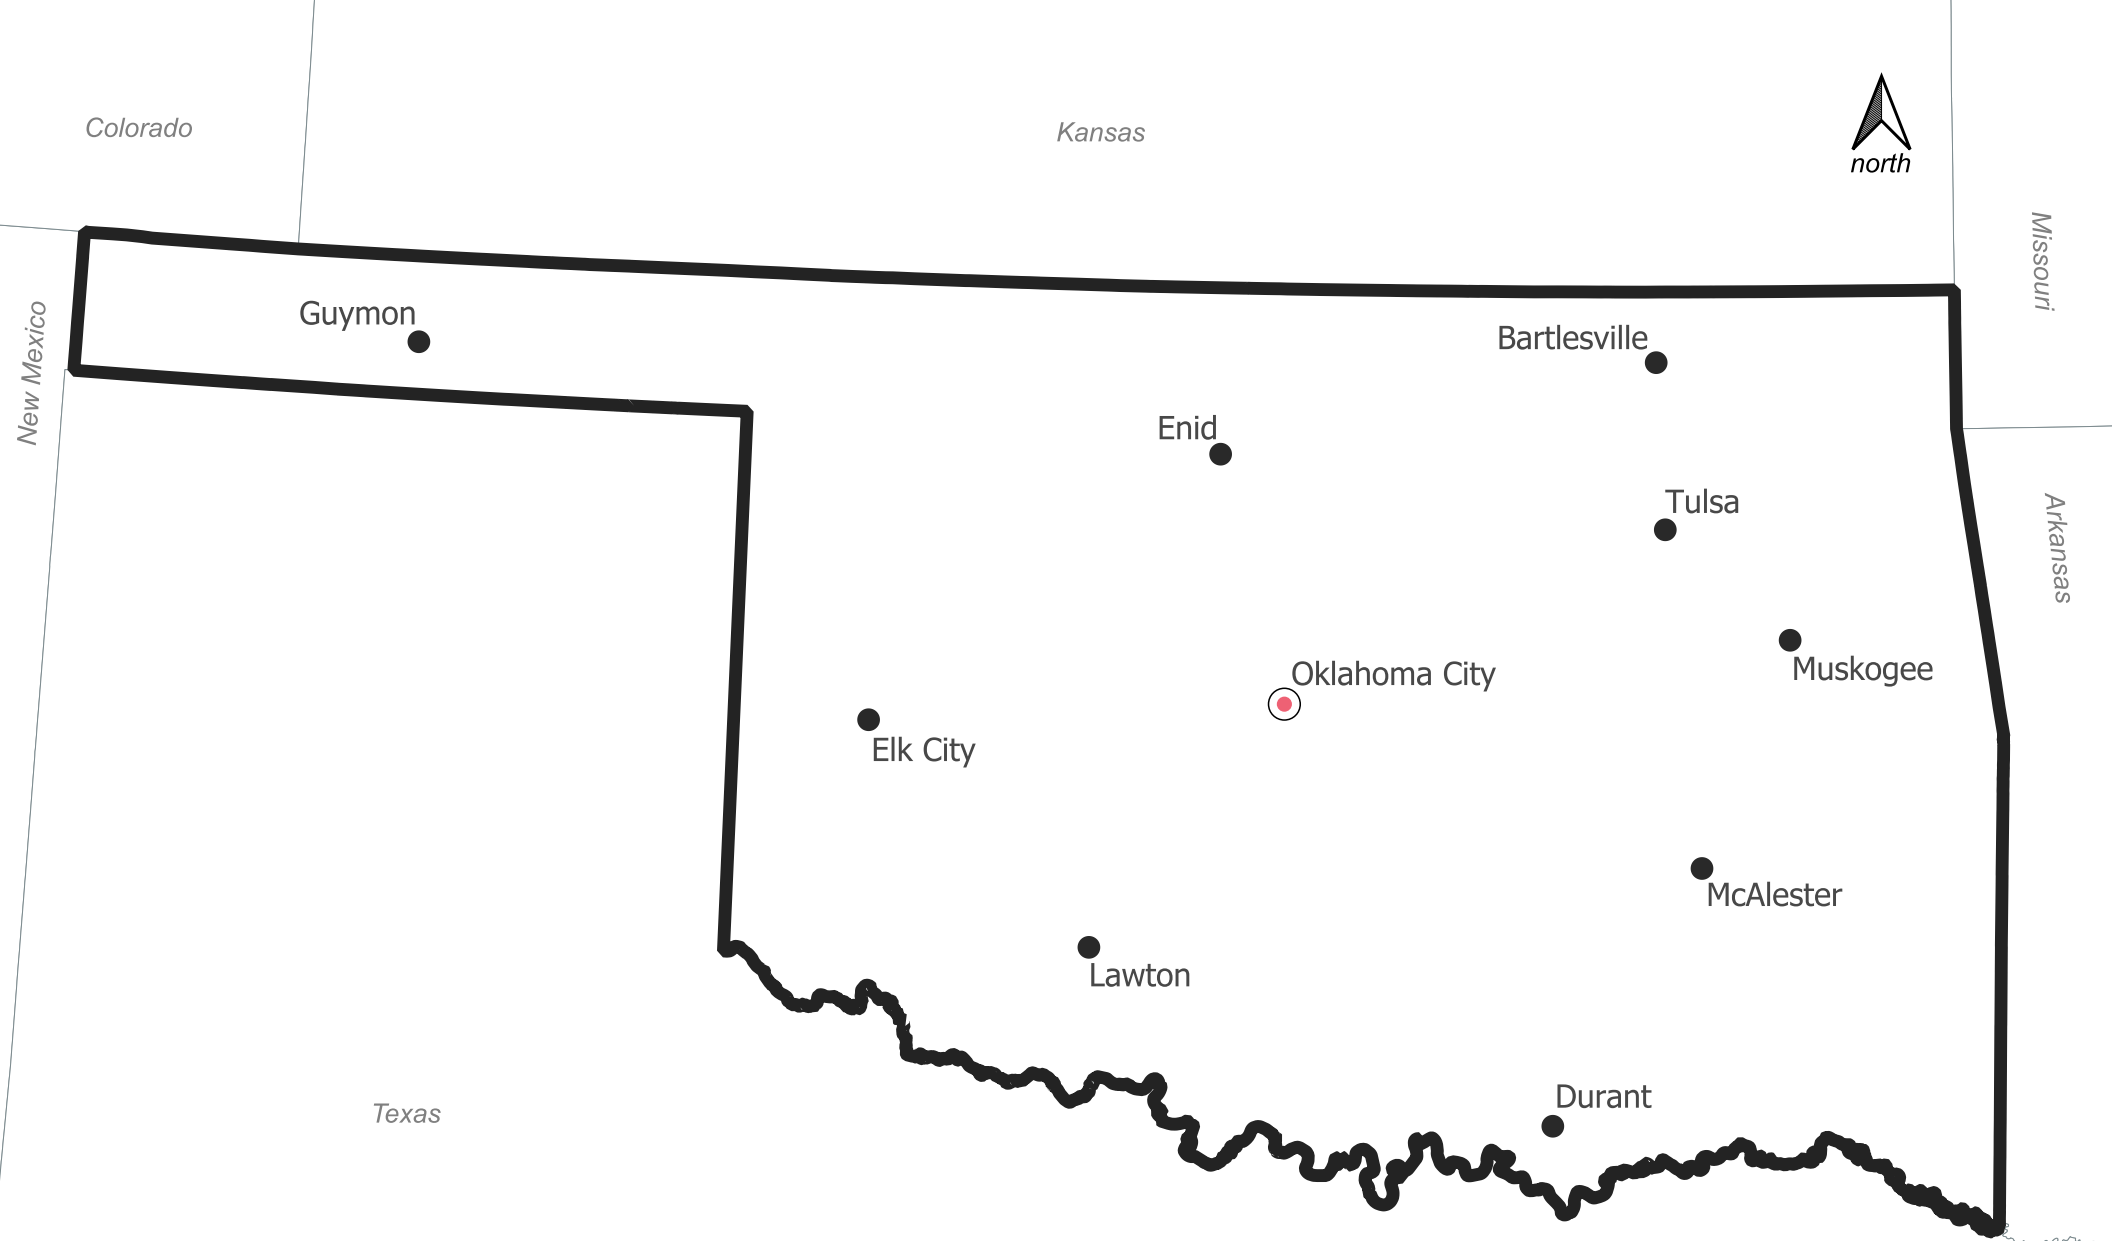 Colorado
Kansas
north
Missouri
New Mexico
Guymon
Bartlesville
Enid
Tulsa
Arkansas
Oklahoma City
Muskogee
Elk City
McAlester
Lawton
Durant
Texas